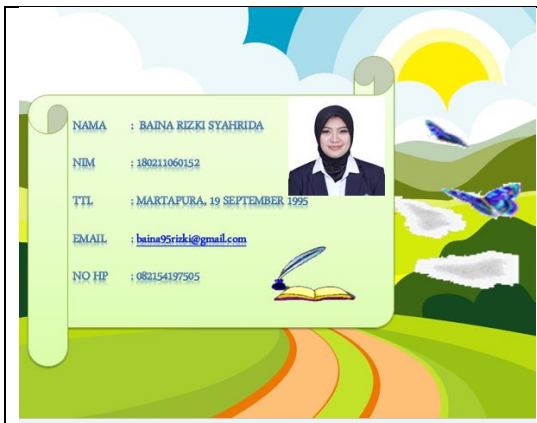 NAMA : BAINA RIZKI SYAHRIDA
NIM : 180211060152
TTL : MARTAPURA, 19 SEPTEMBER 1995
EMAIL : baina95rizki@gmail.com
NO HP : 082154197505